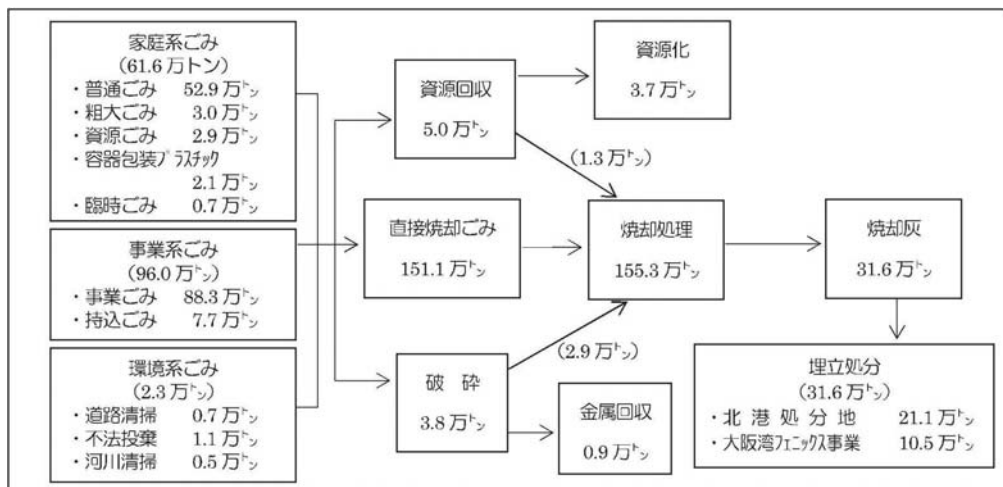 家庭系ごみ
(61.6万トン)
・普通ごみ 52.9万㌧
・粗大ごみ 3.0万㌧
・資源ごみ 2.9万㌧
・容器包装プラスチック
2.1万㌧
・臨時ごみ 0.7万㌧
事業系ごみ
(96.0万㌧)
・事業ごみ 88.3万㌧
・持込ごみ 7.7万㌧
環境系ごみ
(2.3万㌧)
・道路清掃 0.7万㌧
・不法投棄 1.1万㌧
・河川清掃 0.5万㌧
資源回収
5.0万㌧
資源化
3.7万㌧
(1.3万㌧)
直接焼却ごみ
151.1万㌧
焼却処理
155.3万㌧
焼却灰
31.6万㌧
(2.9万㌧)
破 砕
3.8万㌧
金属回収
0.9万㌧
埋立処分
(31.6万㌧)
・北 港 処 分 地 21.1万㌧
・大阪湾フェニックス事業 10.5万㌧